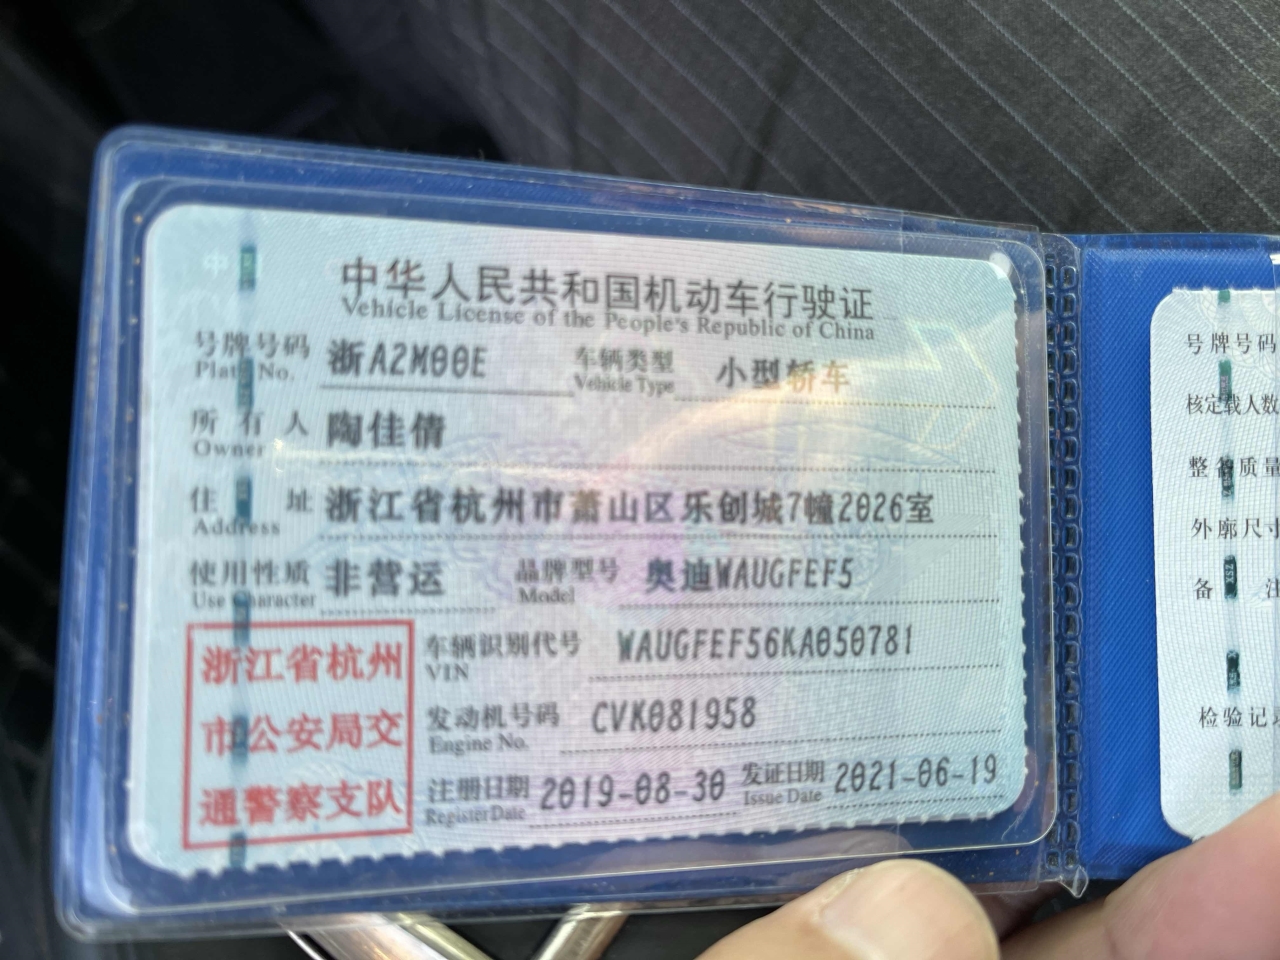 中华人民共和国机动车行驶证
Vehicle License of the People's Republic of China
号牌号码 浙A2M00E 车辆类型 小型轿车
Plate No. Vehicle Type
所有人 陶佳倩
Owner
住址 浙江省杭州市萧山区乐创城7幢2026室
Address
使用性质 非营运 品牌型号 奥迪WAUGFEF5
Use Character Model
浙江省杭州
市公安局交
通警察支队
车辆识别代号 WAUGFEF56KA050781
VIN
发动机号码 CVK081958
Engine No.
注册日期 2019-08-30 发证日期 2021-06-19
Register Date Issue Date
号牌号码
核定载人数
整备质量
外廓尺寸
备注
检验记录